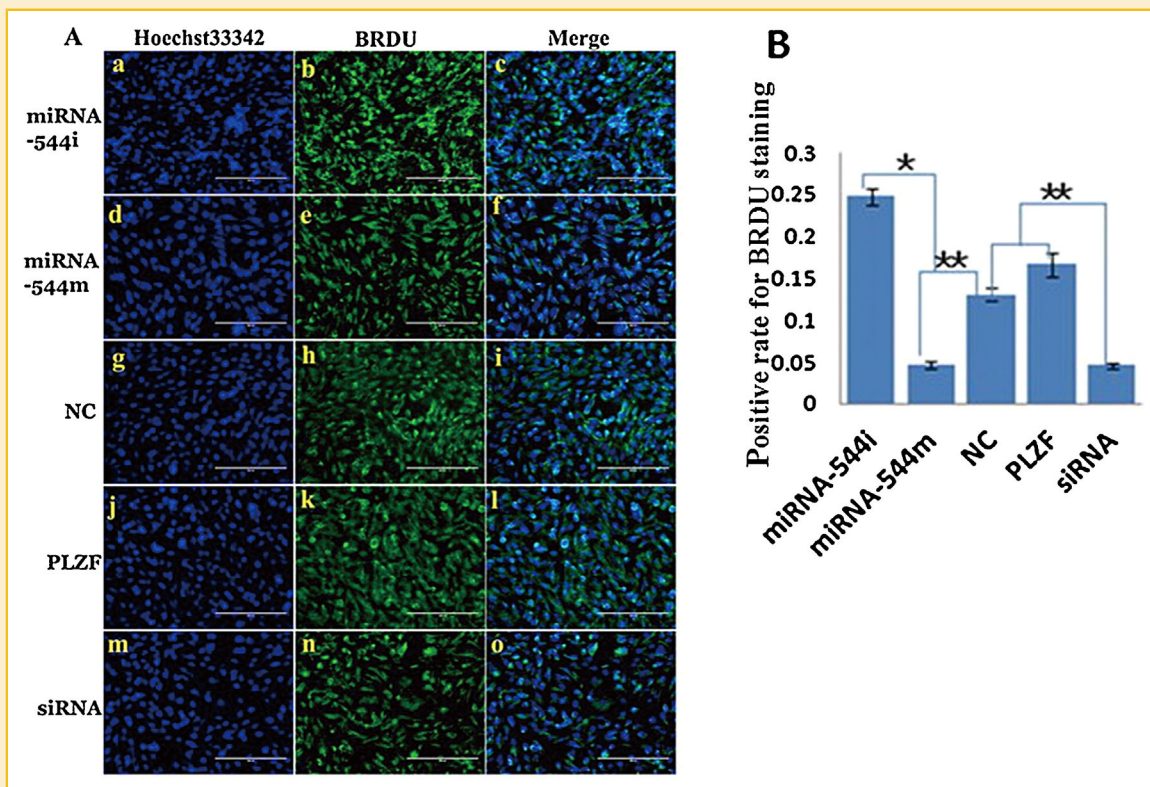 A
Hoechst33342 BRDU Merge
miRNA
-544i
a b c
miRNA
-544m
d e f
NC
g h i
PLZF
j k l
siRNA
m n o
B
Positive rate for BRDU staining
0.3
0.25
0.2
0.15
0.1
0.05
0
*
**
**
miRNA-544i
miRNA-544m
NC
PLZF
siRNA